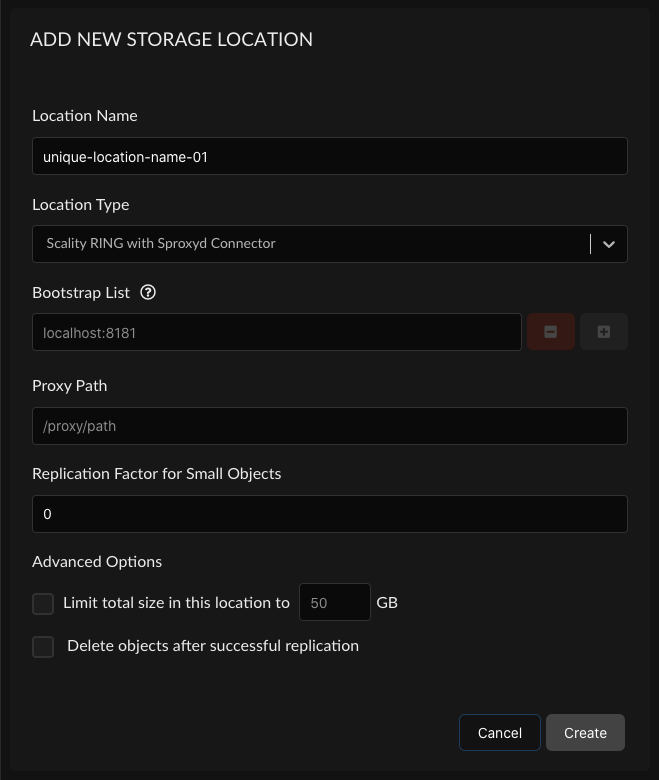 ADD NEW STORAGE LOCATION
Location Name
unique-location-name-01
Location Type
Scality RING with Sproxyd Connector
Bootstrap List ?
localhost:8181
Proxy Path
/proxy/path
Replication Factor for Small Objects
0
Advanced Options
Limit total size in this location to 50 GB
Delete objects after successful replication
Cancel Create